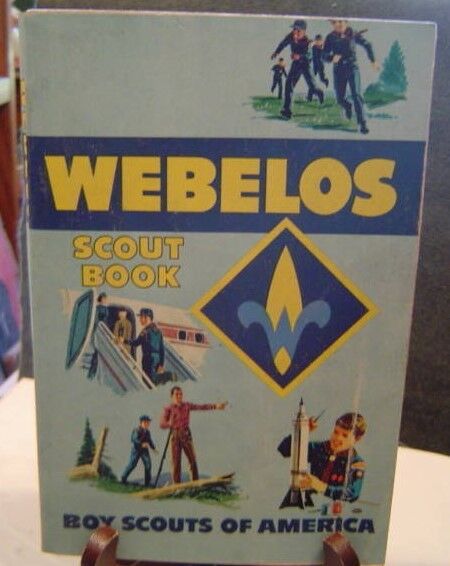 WEBELOS
SCOUT
BOOK
W
BOY SCOUTS OF AMERICA